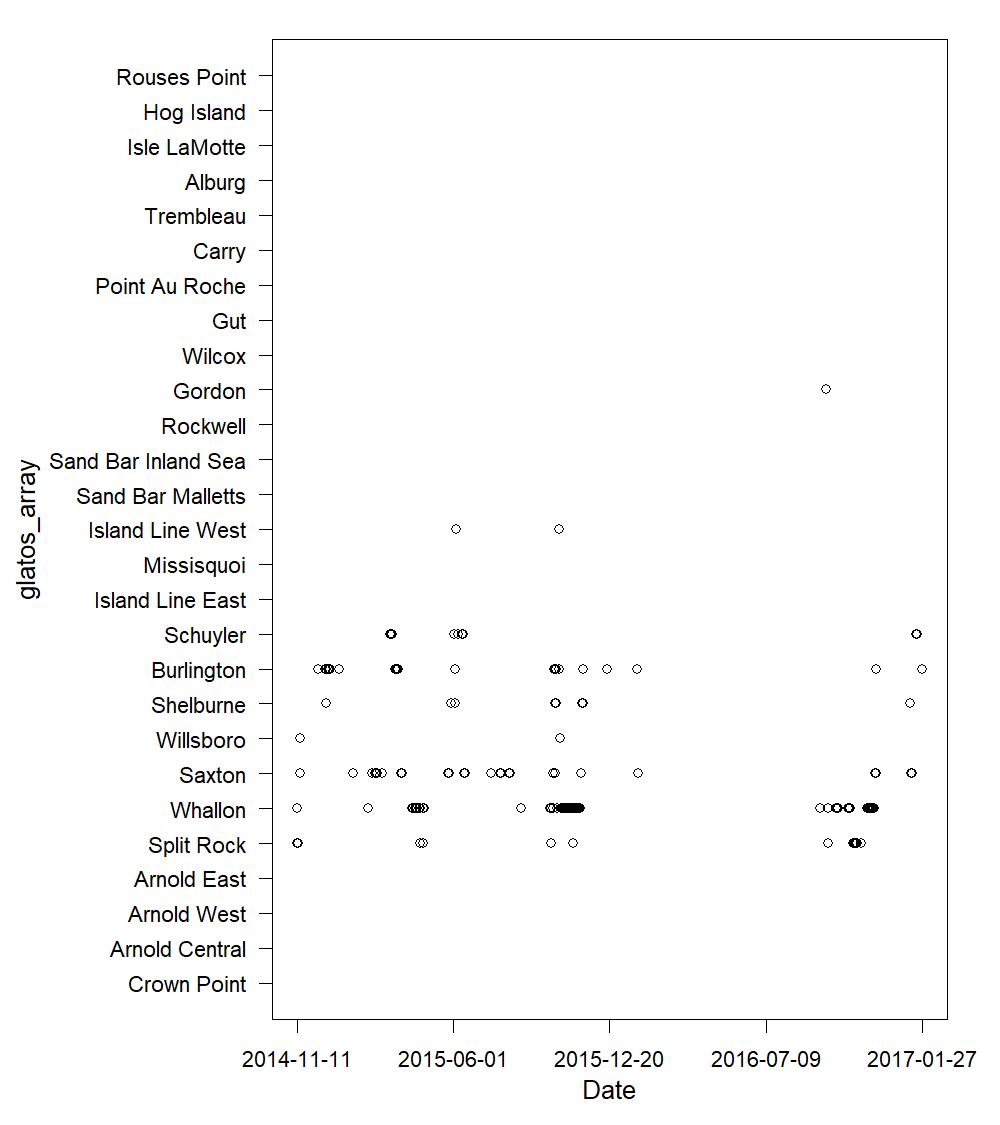 Rouses Point
Hog Island
Isle LaMotte
Alburg
Trembleau
Carry
Point Au Roche
Gut
Wilcox
Gordon
Rockwell
Sand Bar Inland Sea
Sand Bar Malletts
Island Line West
Missisquoi
Island Line East
Schuyler
Burlington
Shelburne
Willsboro
Saxton
Whallon
Split Rock
Arnold East
Arnold West
Arnold Central
Crown Point
glatos_array
2014-11-11 2015-06-01 2015-12-20 2016-07-09 2017-01-27
Date